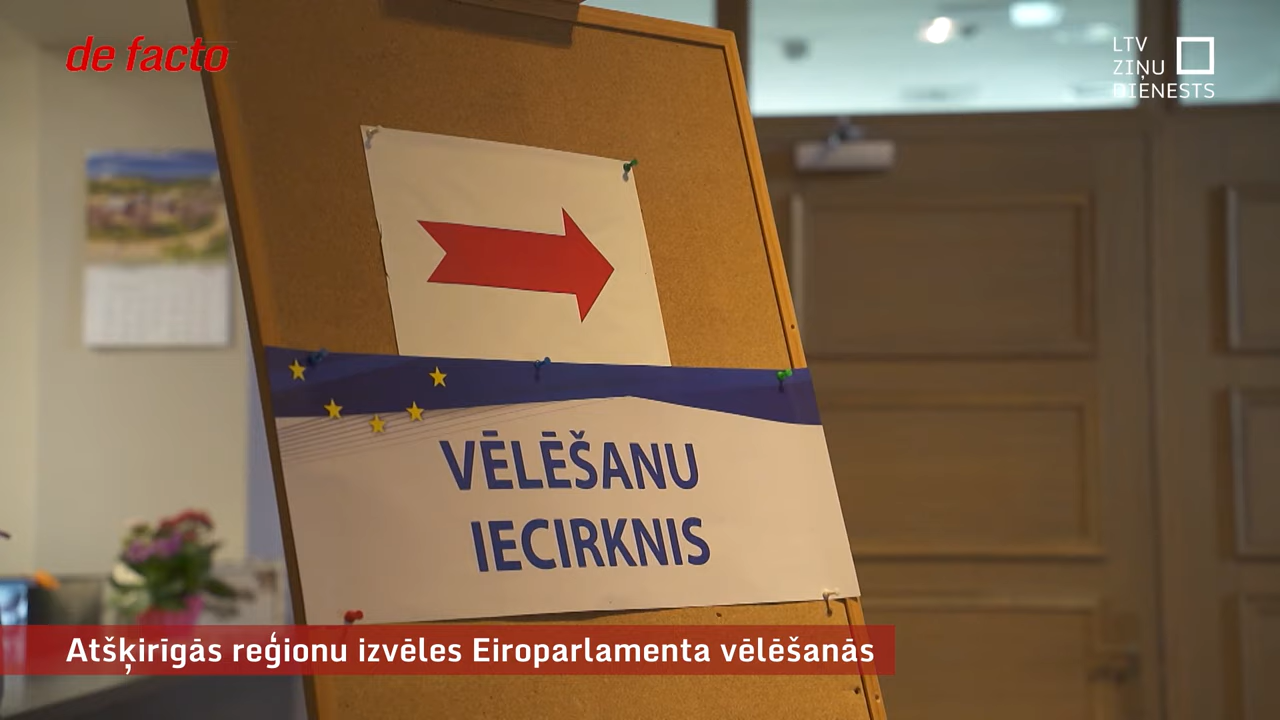 de facto
LTV
ZIŅU
DIENESTS
VĒLĒŠANU
IECIRKNIS
Atšķirīgās reģionu izvēles Eiroparlamenta vēlēšanās